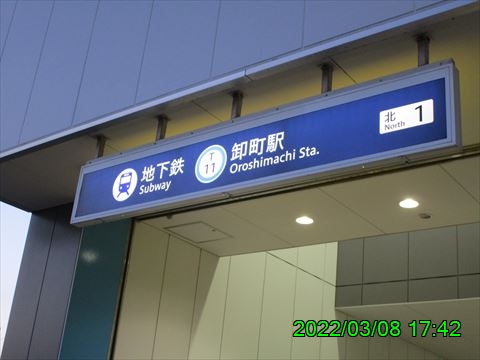 地下鉄
Subway
T
11
卸町駅
Oroshimachi Sta.
北
North
1
2022/03/08 17:42